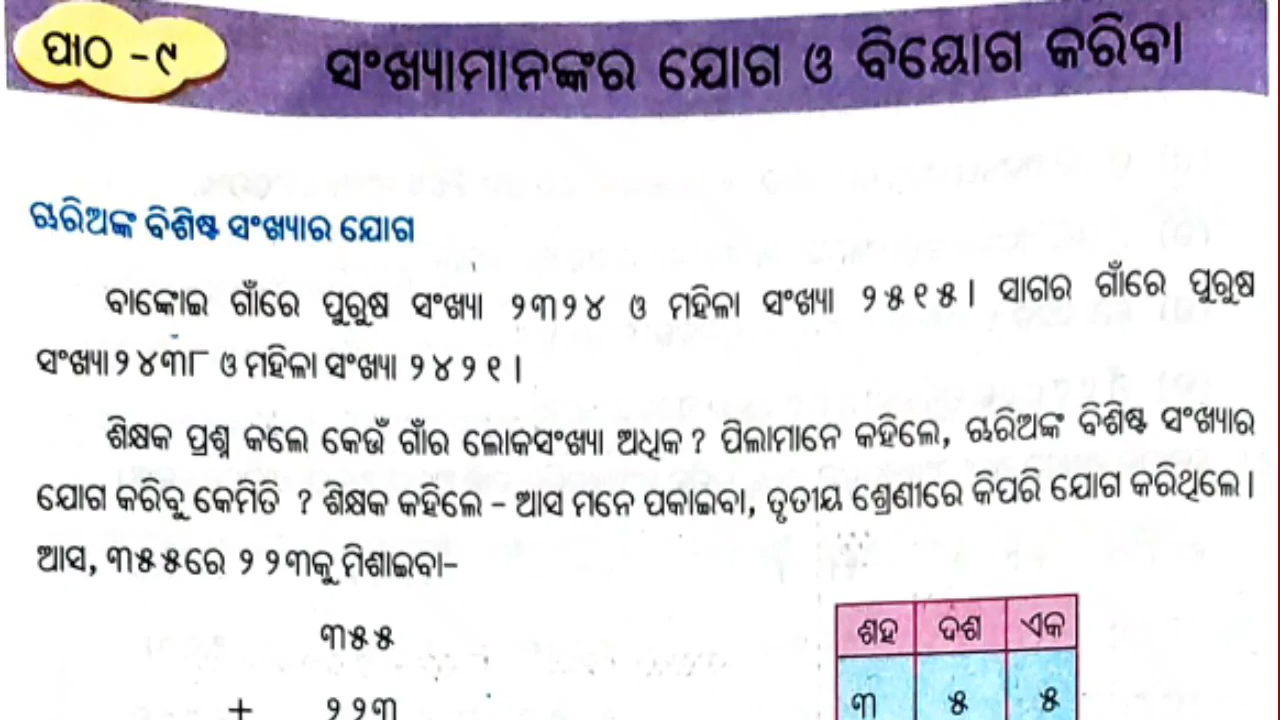 ପାଠ -୯
ସଂଖ୍ୟାମାନଙ୍କର ଯୋଗ ଓ ବିୟୋଗ କରିବା
ଚାରିଅଙ୍କ ବିଶିଷ୍ଟ ସଂଖ୍ୟାର ଯୋଗ
ବାଙ୍କୋଇ ଗାଁରେ ପୁରୁଷ ସଂଖ୍ୟା ୨୩୨୪ ଓ ମହିଳା ସଂଖ୍ୟା ୨୫୧୫। ସାଗର ଗାଁରେ ପୁରୁଷ
ସଂଖ୍ୟା ୨୪୩୮ ଓ ମହିଳା ସଂଖ୍ୟା ୨୪୨୧।
ଶିକ୍ଷକ ପ୍ରଶ୍ନ କଲେ କେଉଁ ଗାଁର ଲୋକସଂଖ୍ୟା ଅଧିକ? ପିଲାମାନେ କହିଲେ, ଚାରିଅଙ୍କ ବିଶିଷ୍ଟ ସଂଖ୍ୟାର
ଯୋଗ କରିବୁ କେମିତି ? ଶିକ୍ଷକ କହିଲେ – ଆସ ମନେ ପକାଇବା, ତୃତୀୟ ଶ୍ରେଣୀରେ କିପରି ଯୋଗ କରିଥିଲେ।
ଆସ, ୩୫୫ରେ ୨୨୩କୁ ମିଶାଇବା–
୩୫୫
+ ୨୨୩
ଶହ ଦଶ ଏକ
୩ ୫ ୫